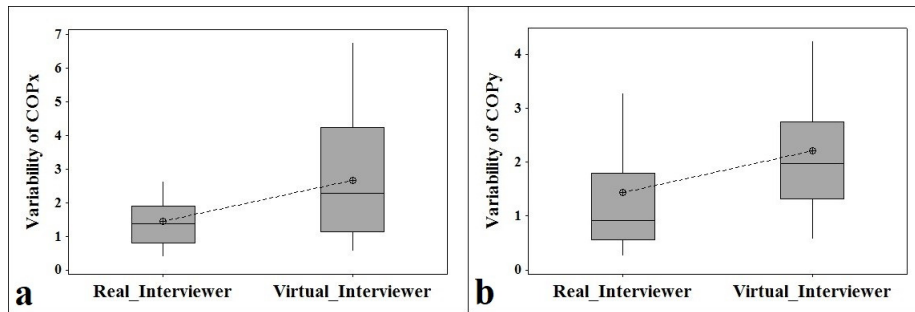 Variability of COPx
7
6
5
4
3
2
1
0
Real_Interviewer Virtual_Interviewer
a
Variability of COPy
4
3
2
1
0
Real_Interviewer Virtual_Interviewer
b